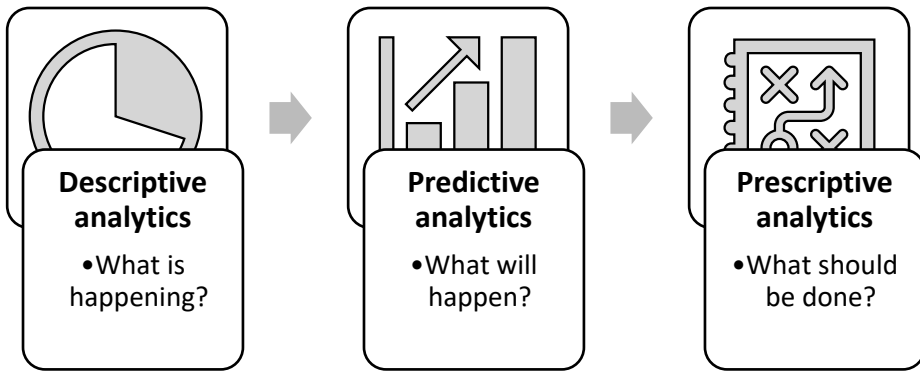 Descriptive
analytics
•What is
happening?
Predictive
analytics
•What will
happen?
Prescriptive
analytics
•What should
be done?